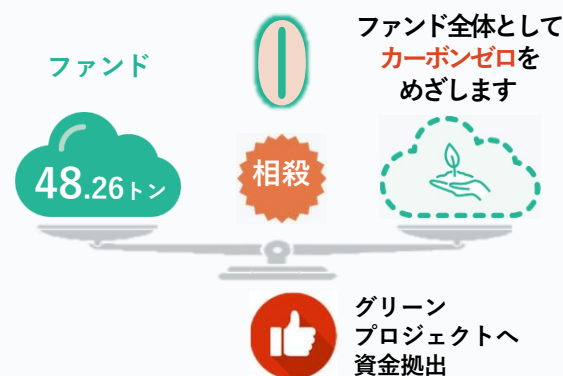 ファンド
0
ファンド全体として
カーボンゼロを
めざします
48.26トン
相殺
グリーン
プロジェクトへ
資金拠出